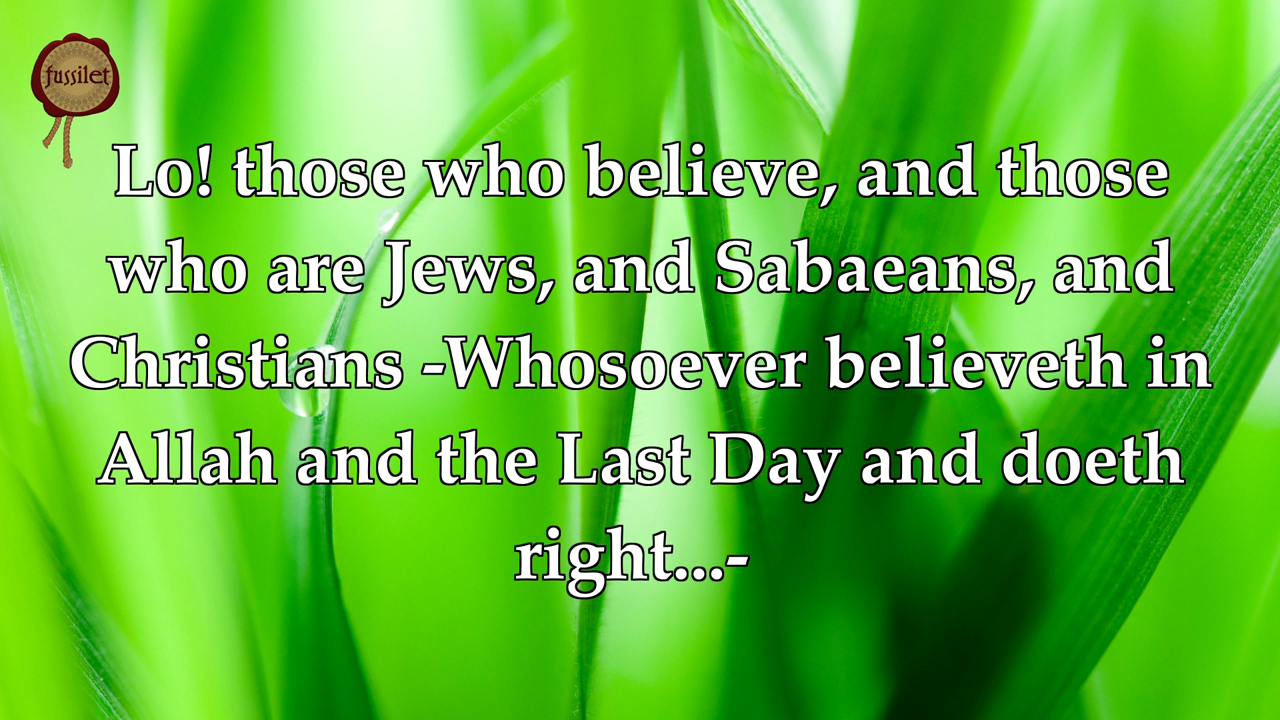 fussilet
Lo! those who believe, and those
who are Jews, and Sabaeans, and
Christians -Whosoever believeth in
Allah and the Last Day and doeth
right...-